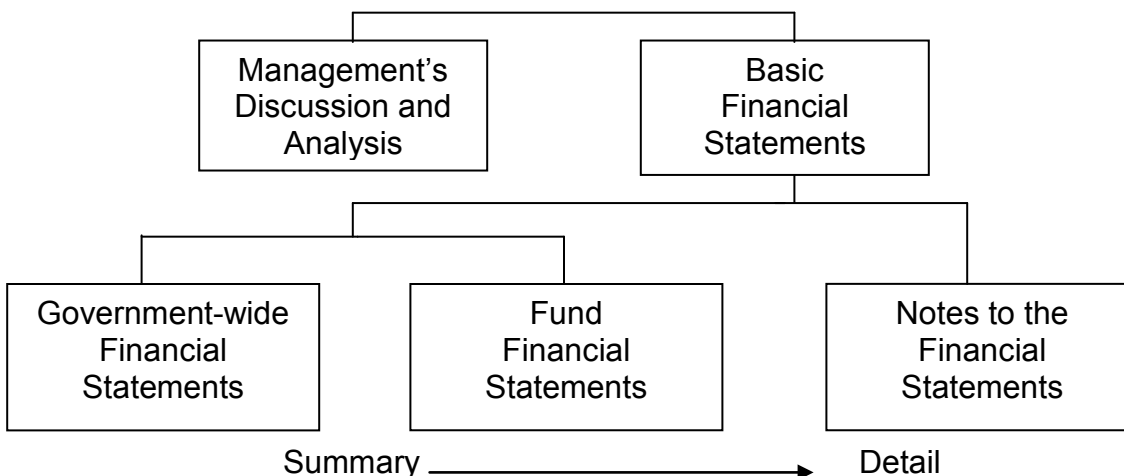 Management’s
Discussion and
Analysis
Basic
Financial
Statements
Government-wide
Financial
Statements
Fund
Financial
Statements
Notes to the
Financial
Statements
Summary
Detail